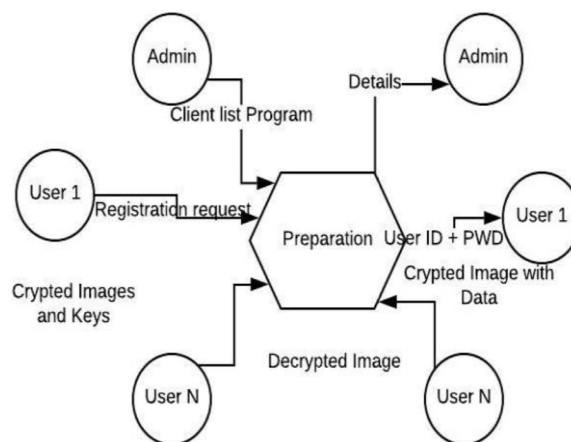 Admin
Admin
Details
Client list Program
User 1
Registration request
Preparation
User ID + PWD
User 1
Crypted Images
and Keys
Crypted Image with
Data
Decrypted Image
User N
User N